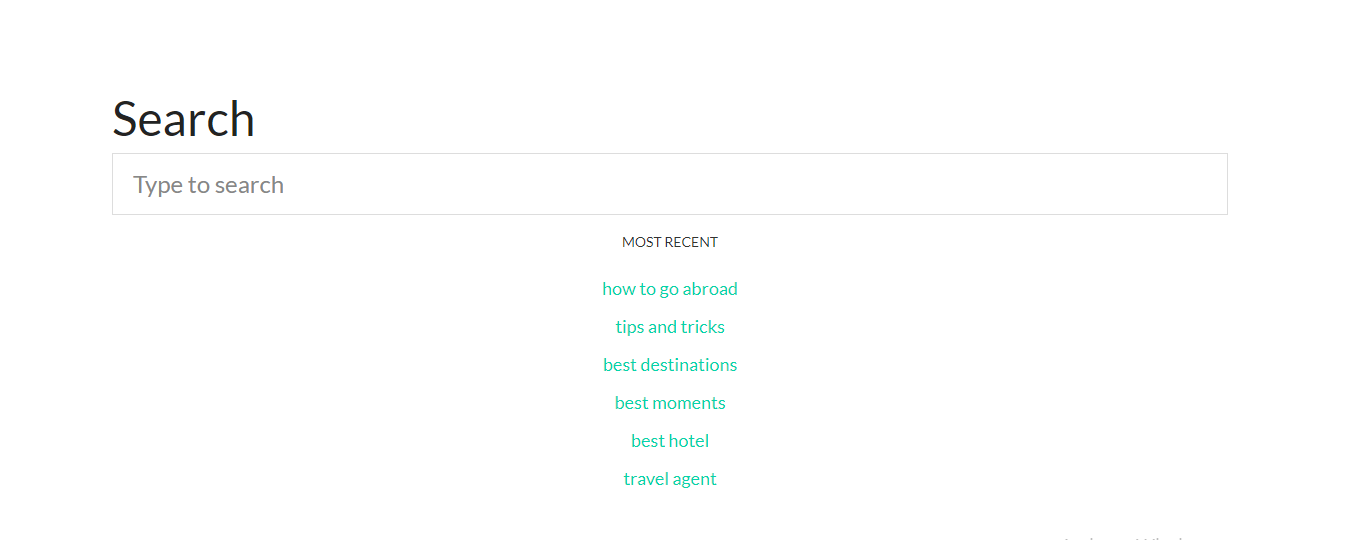 Search
Type to search
MOST RECENT
how to go abroad
tips and tricks
best destinations
best moments
best hotel
travel agent